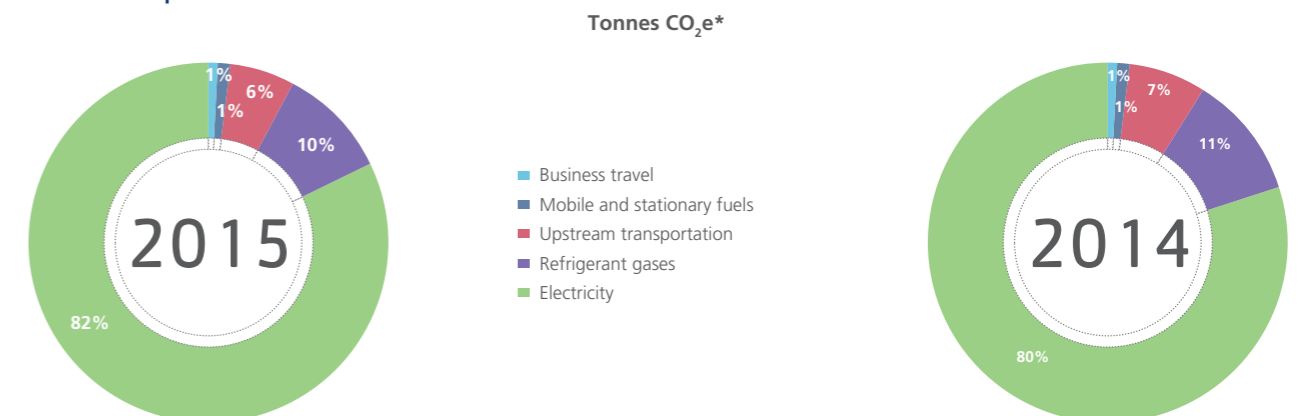 Tonnes CO₂e*
1%
1%
6%
10%
82%
2015
Business travel
Mobile and stationary fuels
Upstream transportation
Refrigerant gases
Electricity
1%
1%
7%
11%
80%
2014